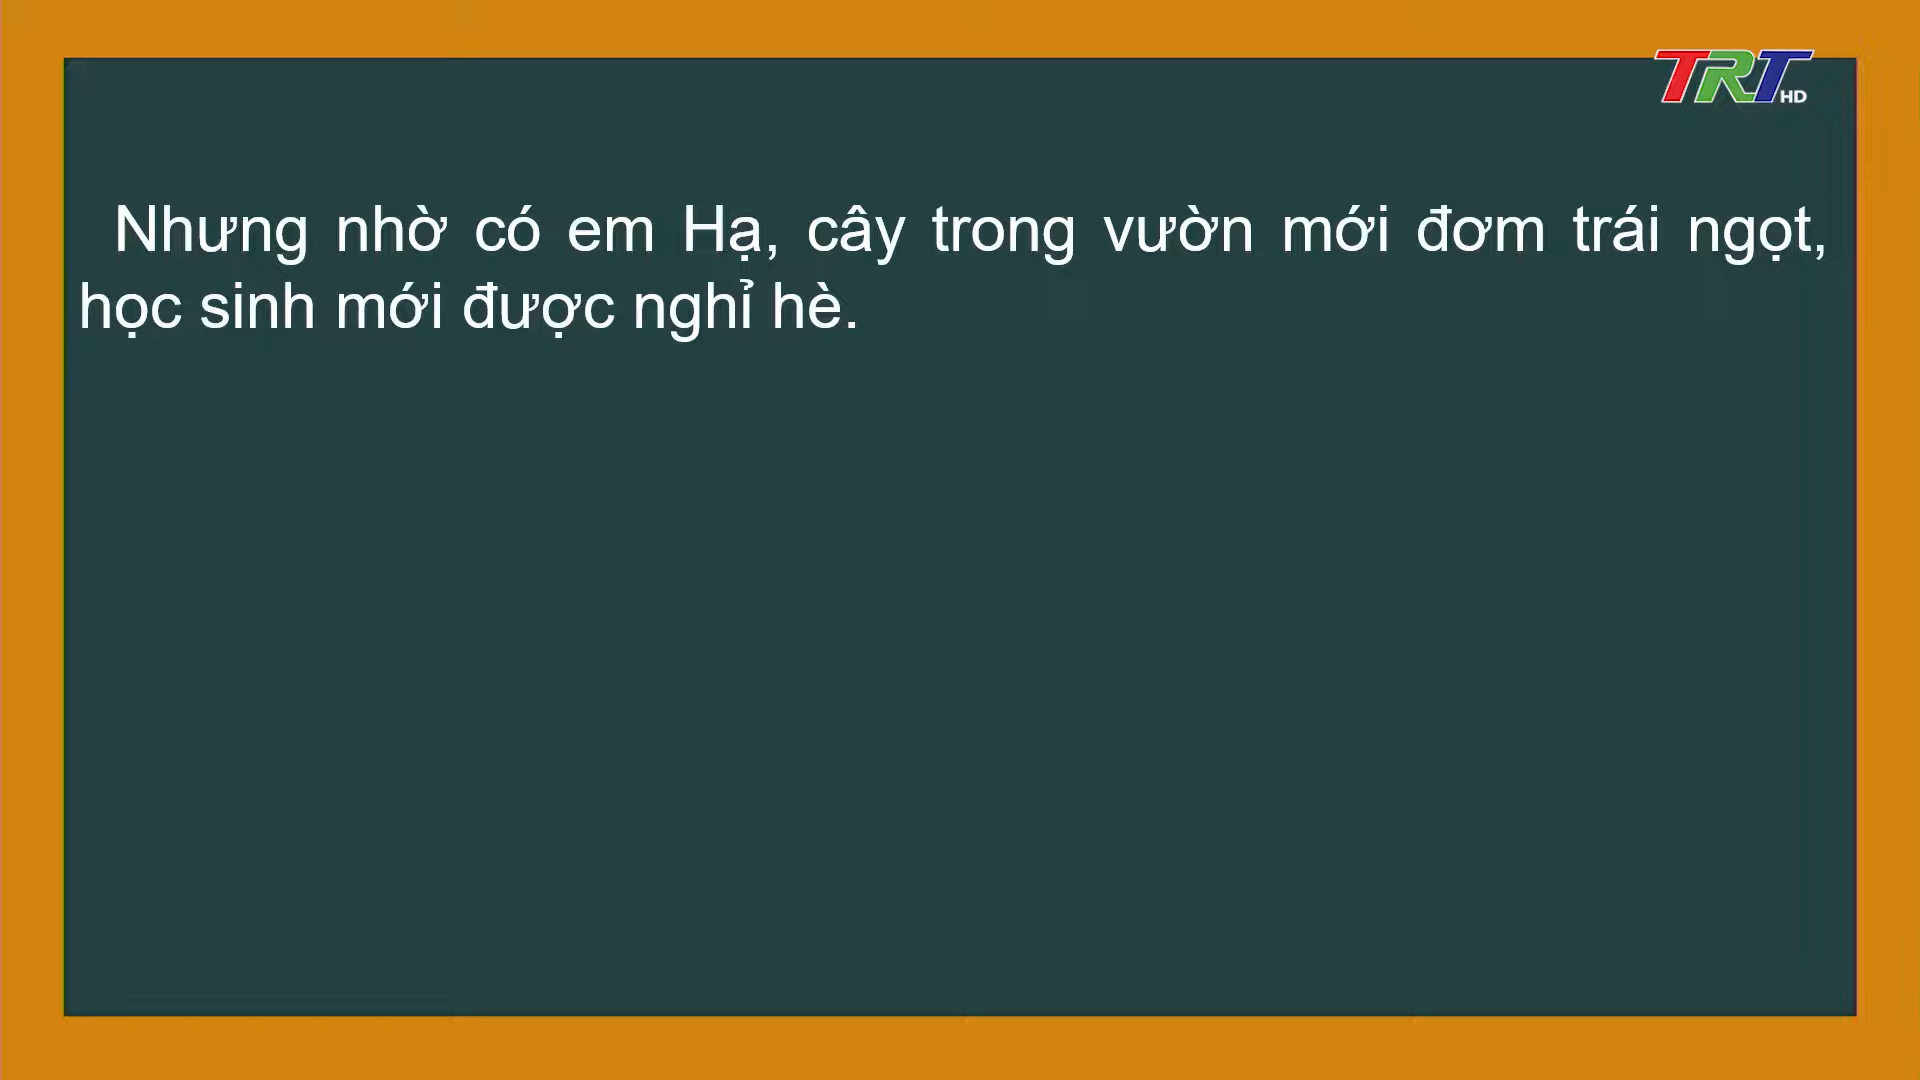 TRT HD
Nhưng nhờ có em Hạ, cây trong vườn mới đơm trái ngọt,
học sinh mới được nghỉ hè.